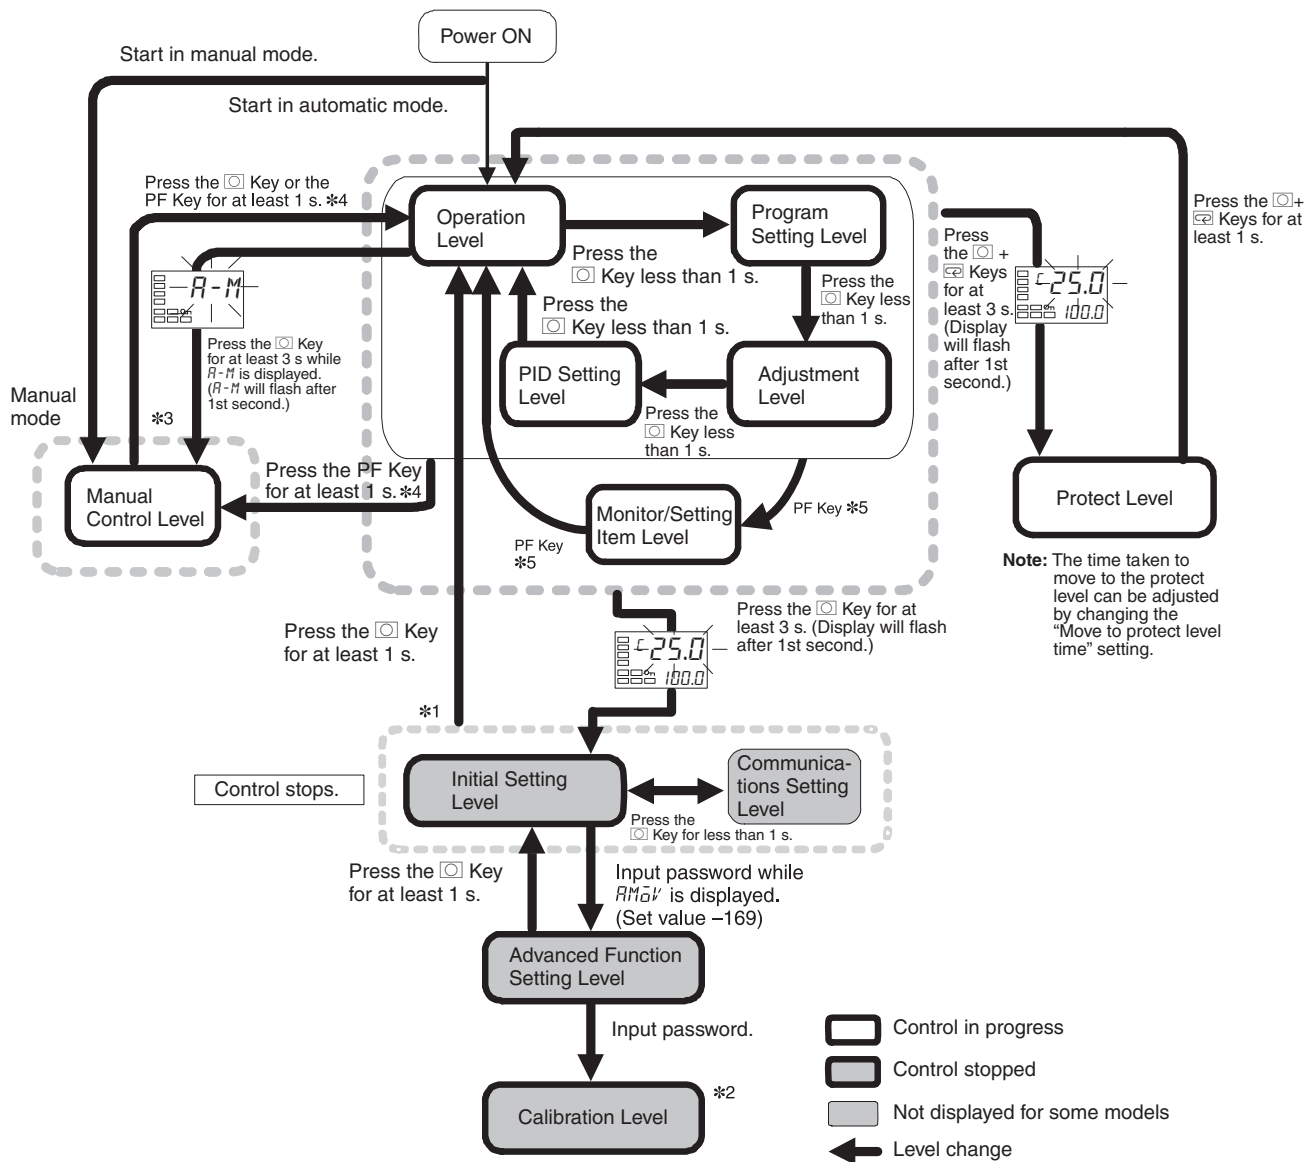 Power ON
Start in manual mode.
Start in automatic mode.
Press the Key or the
PF Key for at least 1 s. *4
Operation
Level
Program
Setting Level
Press the
Key less than 1 s.
Press the
Key less
than 1 s.
Press the
Key less than 1 s.
PID Setting
Level
Adjustment
Level
Press the
Key less
than 1 s.
A-M
Press the Key
for at least 3 s while
A-M is displayed.
(A-M will flash after
1st second.)
Manual
mode
*3
Manual
Control Level
Press the PF Key
for at least 1 s. *4
Monitor/Setting
Item Level
PF Key *5
PF Key
*5
Press
the +
Keys
for at
least 3 s.
(Display
will flash
after 1st
second.)
C 25.0
100.0
Press the +
Keys for at
least 1 s.
Protect Level
Note: The time taken to
move to the protect
level can be adjusted
by changing the
“Move to protect level
time” setting.
Press the Key
for at least 1 s.
*1
Press the Key for at
least 3 s. (Display will flash
after 1st second.)
C 25.0
100.0
Control stops.
Initial Setting
Level
Communica-
tions Setting
Level
Press the
Key for less than 1 s.
Press the Key
for at least 1 s.
Input password while
AMoV is displayed.
(Set value –169)
Advanced Function
Setting Level
Input password.
Calibration Level
*2
Control in progress
Control stopped
Not displayed for some models
Level change